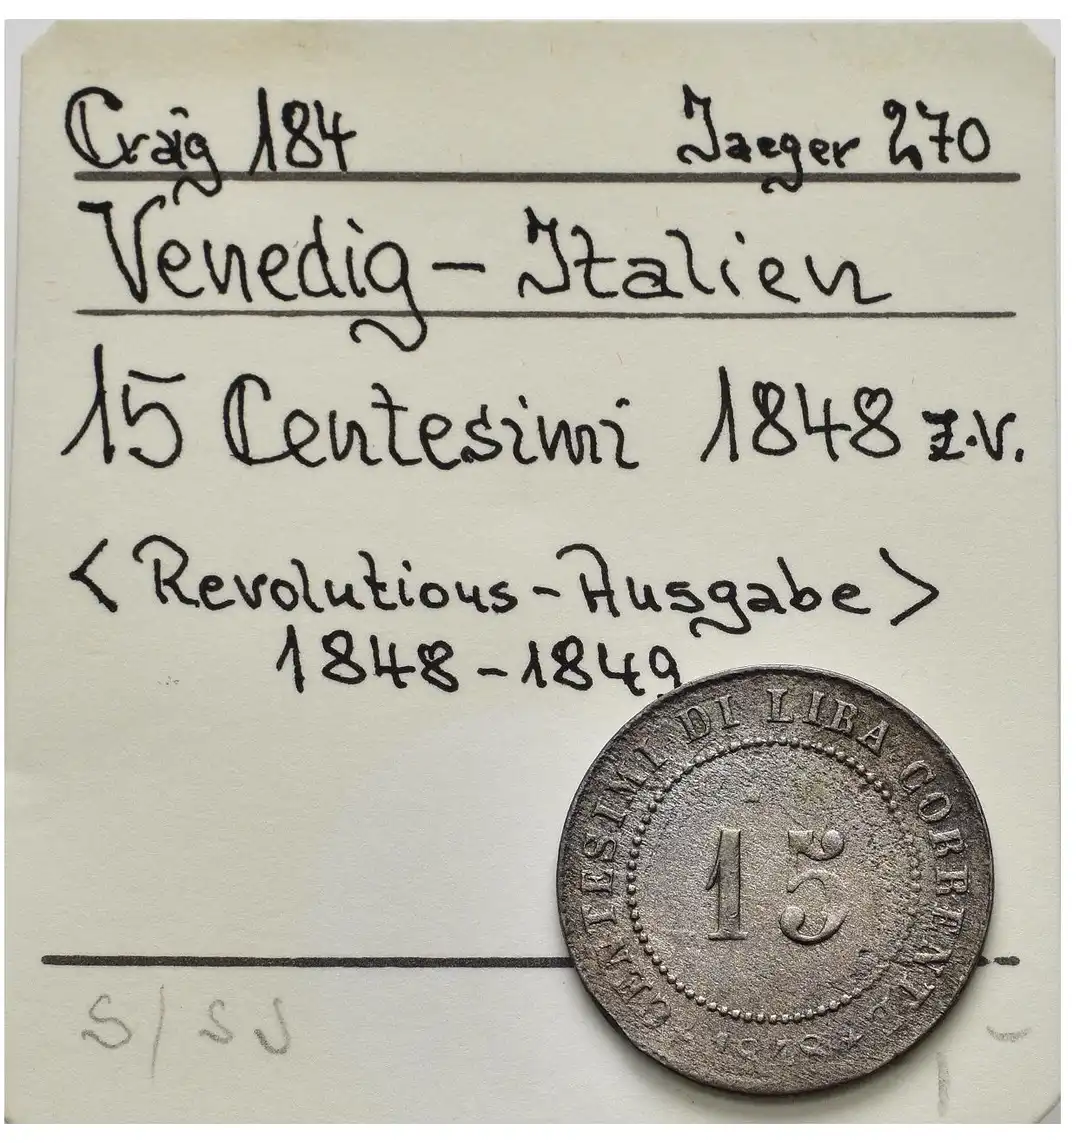 Craig 184 Jaeger 270
Venedig – Italien
15 Centesimi 1848 z.V.
< Revolutions - Ausgabe >
1848 - 1849
CENTESIMI DI LIRA CORRENTE
15
1848
S/SS